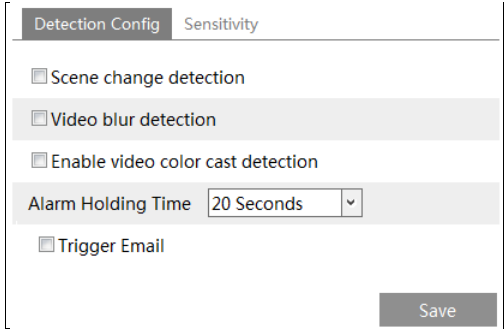 Detection Config Sensitivity
Scene change detection
Video blur detection
Enable video color cast detection
Alarm Holding Time 20 Seconds
Trigger Email
Save